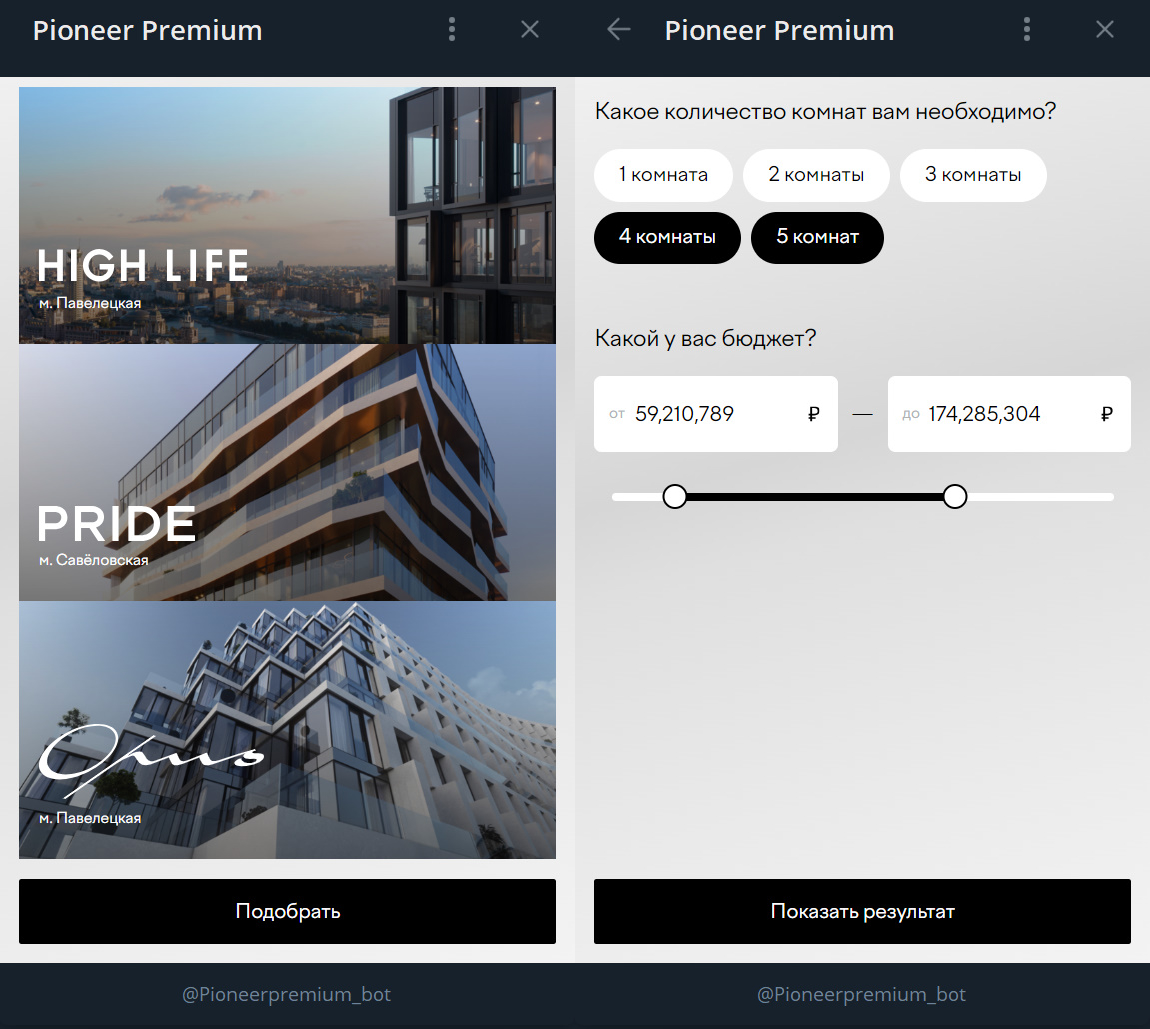 Pioneer Premium
HIGH LIFE
м. Павелецкая
PRIDE
м. Савёловская
Opus
м. Павелецкая
Подобрать
@Pioneerpremium_bot
Pioneer Premium
Какое количество комнат вам необходимо?
1 комната 2 комнаты 3 комнаты
4 комнаты 5 комнат
Какой у вас бюджет?
от 59,210,789 ₽ — до 174,285,304 ₽
Показать результат
@Pioneerpremium_bot